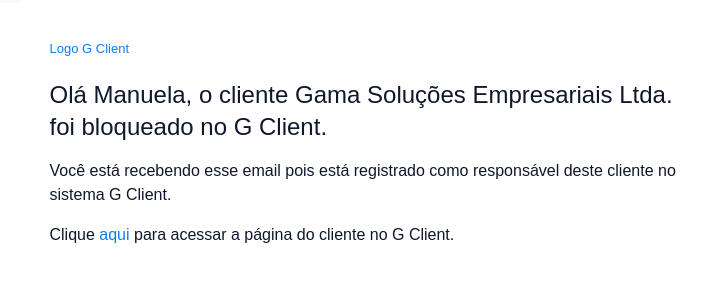 Logo G Client
Olá Manuela, o cliente Gama Soluções Empresariais Ltda.
foi bloqueado no G Client.
Você está recebendo esse email pois está registrado como responsável deste cliente no
sistema G Client.
Clique aqui para acessar a página do cliente no G Client.